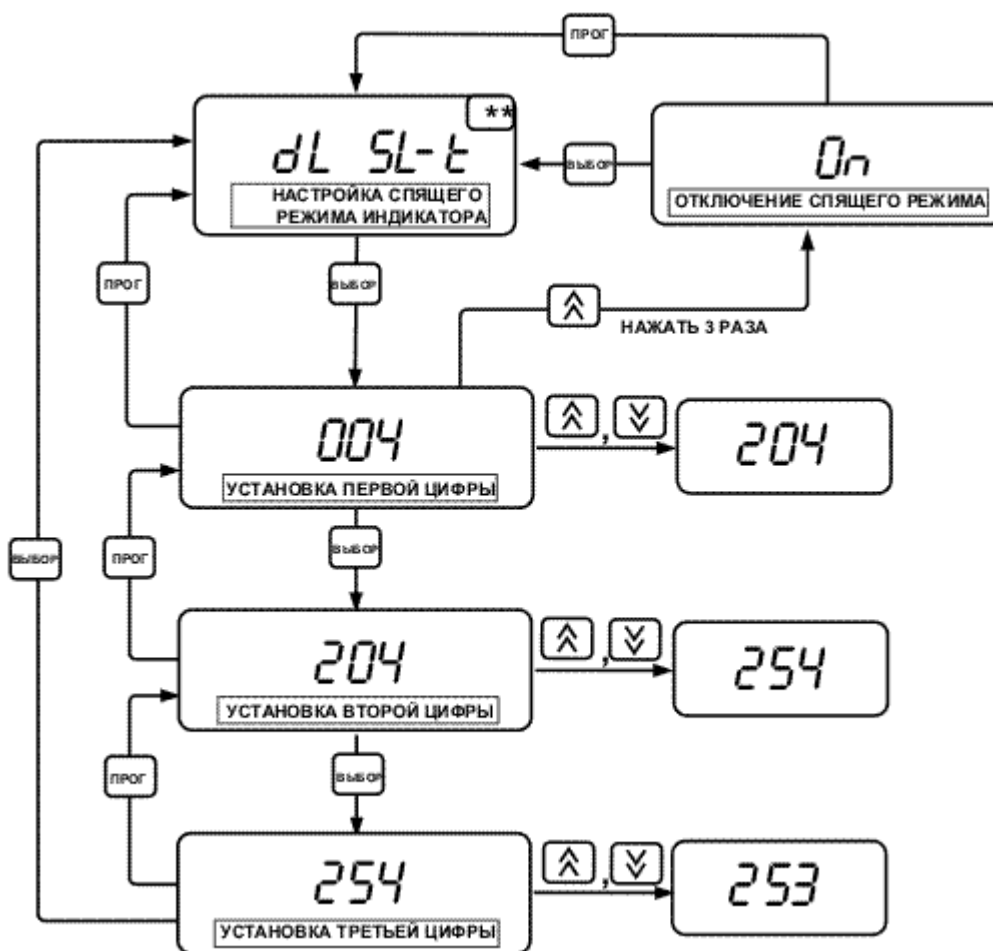 ПРОГ
**
dL SL-t
НАСТРОЙКА СПЯЩЕГО
РЕЖИМА ИНДИКАТОРА
ВЫБОР
On
ОТКЛЮЧЕНИЕ СПЯЩЕГО РЕЖИМА
ПРОГ
ВЫБОР
НАЖАТЬ 3 РАЗА
004
УСТАНОВКА ПЕРВОЙ ЦИФРЫ
,
204
ВЫБОР
ПРОГ
ВЫБОР
204
УСТАНОВКА ВТОРОЙ ЦИФРЫ
,
254
ПРОГ
ВЫБОР
254
УСТАНОВКА ТРЕТЬЕЙ ЦИФРЫ
,
253